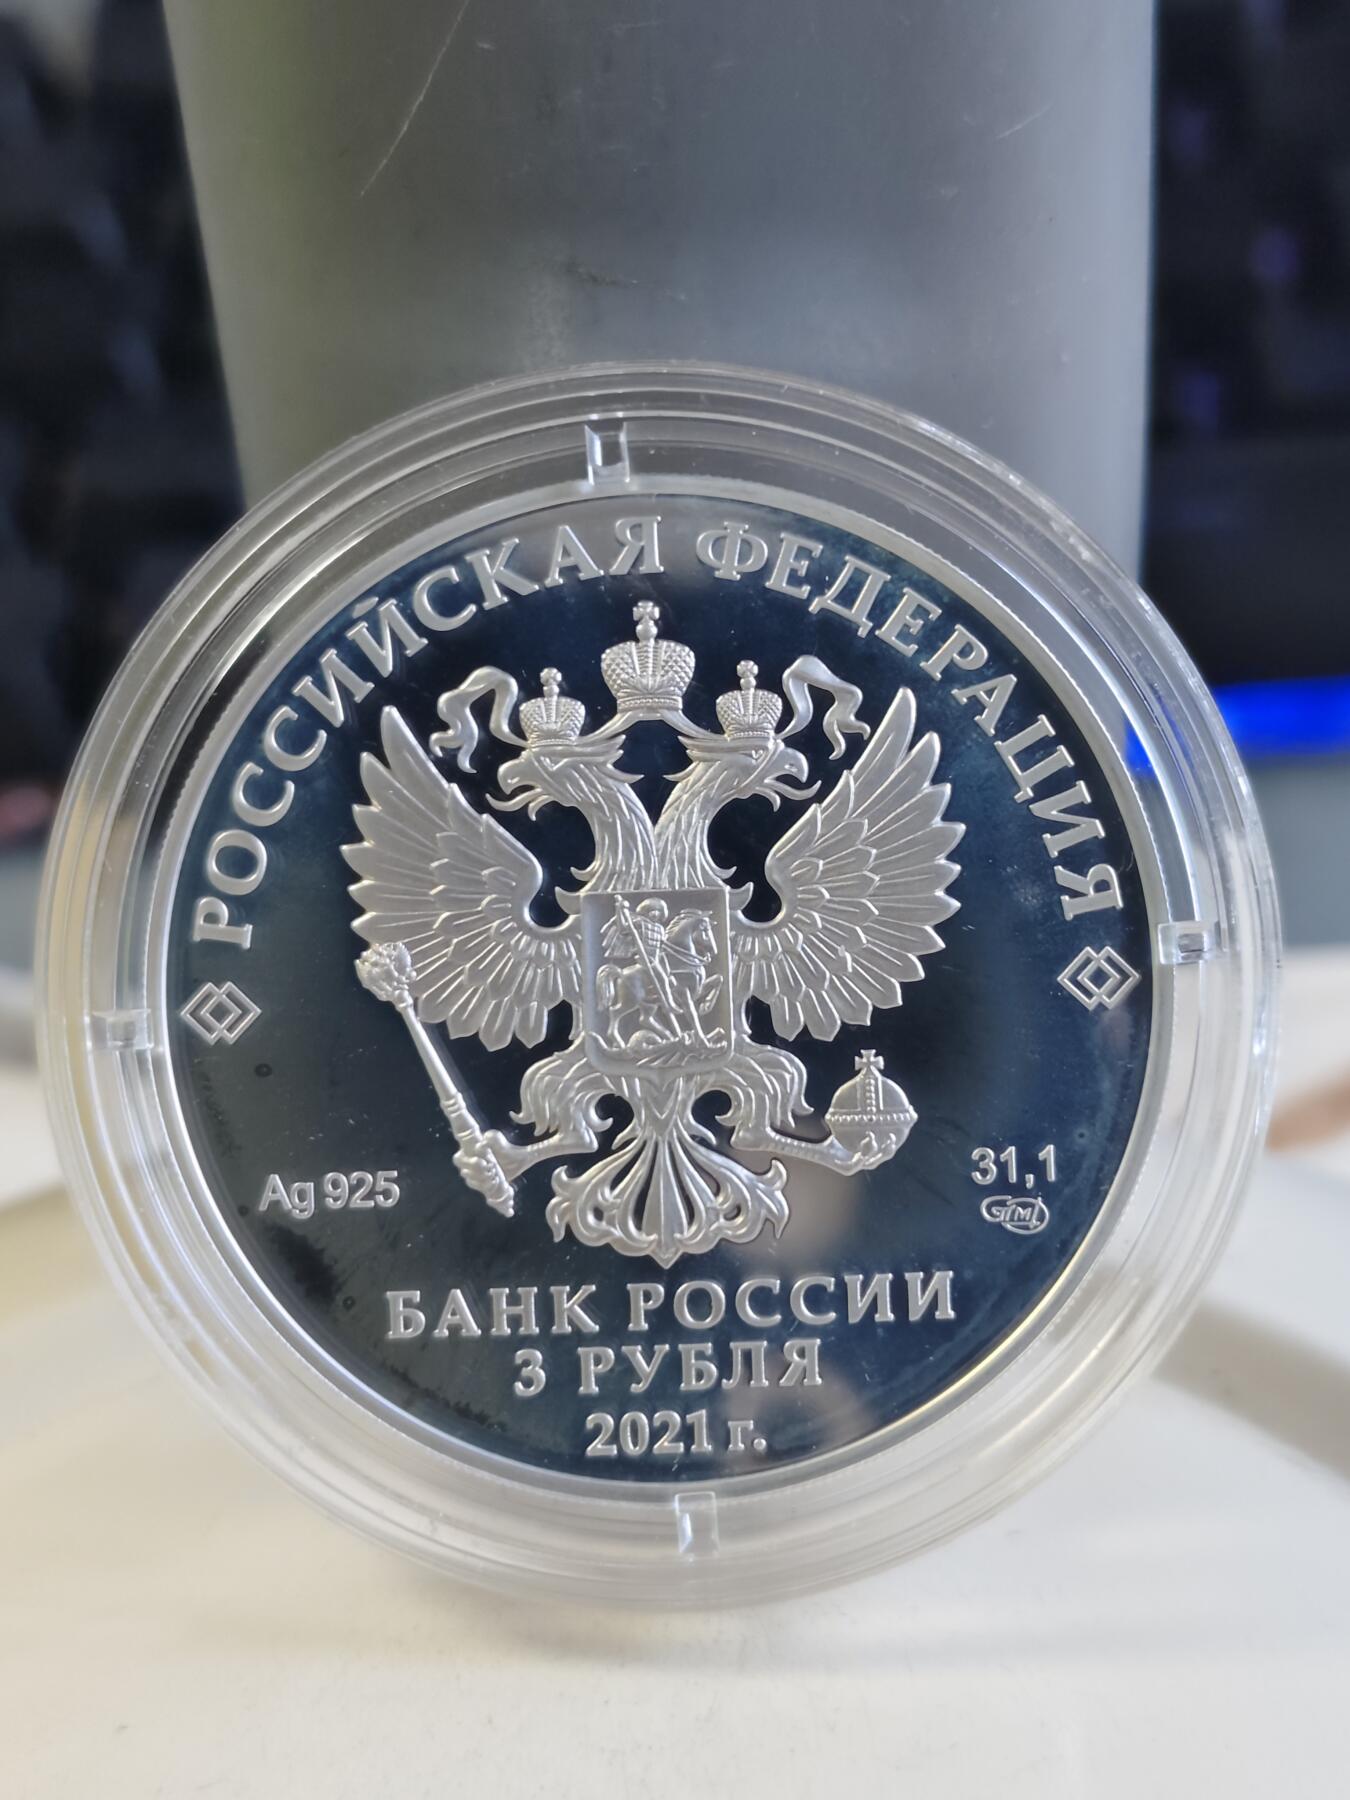 РОССИЙСКАЯ ФЕДЕРАЦИЯ
Ag 925
31,1
БАНК РОССИИ
3 РУБЛЯ
2021 г.